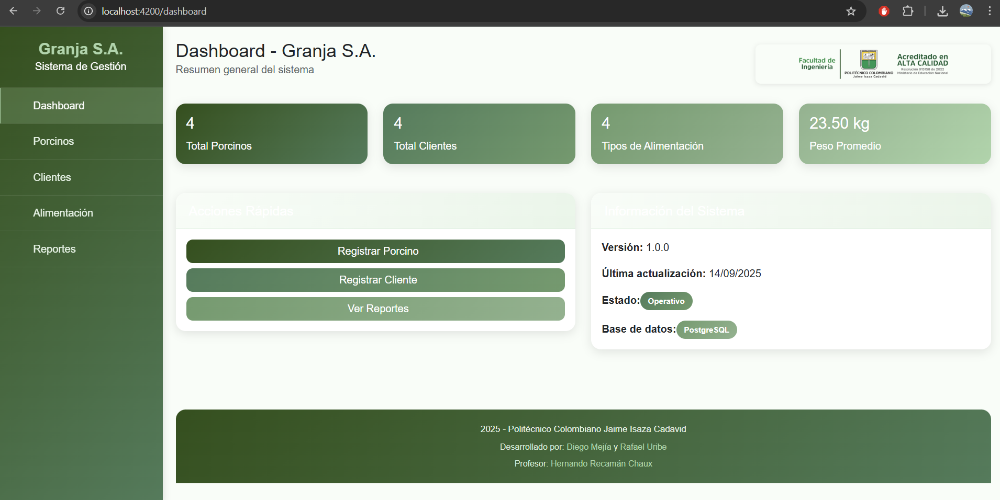 localhost:4200/dashboard
Granja S.A.
Sistema de Gestión
Dashboard
Porcinos
Clientes
Alimentación
Reportes
Dashboard - Granja S.A.
Resumen general del sistema
Facultad de
Ingeniería
POLITÉCNICO COLOMBIANO
Jaime Isaza Cadavid
Acreditado en
ALTA CALIDAD
Resolución 015158 de 2022
Ministerio de Educación Nacional
4
Total Porcinos
4
Total Clientes
4
Tipos de Alimentación
23.50 kg
Peso Promedio
Acciones Rápidas
Registrar Porcino
Registrar Cliente
Ver Reportes
Información del Sistema
Versión: 1.0.0
Última actualización: 14/09/2025
Estado: Operativo
Base de datos: PostgreSQL
2025 - Politécnico Colombiano Jaime Isaza Cadavid
Desarrollado por: Diego Mejía y Rafael Uribe
Profesor: Hernando Recamán Chaux